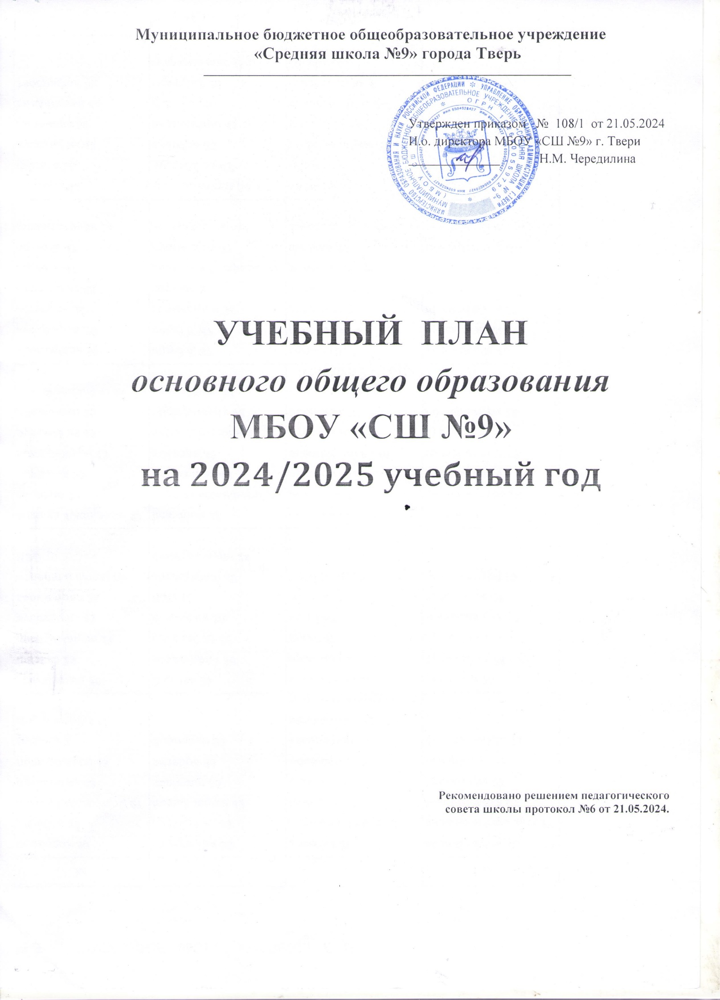 Муниципальное бюджетное общеобразовательное учреждение
«Средняя школа №9» города Тверь
Утвержден приказом № 108/1 от 21.05.2024
И.о. директора МБОУ «СШ №9» г. Твери
Н.М. Чередилина
МИНИСТЕРСТВО ОБРАЗОВАНИЯ И НАУКИ РОССИЙСКОЙ ФЕДЕРАЦИИ * УПРАВЛЕНИЕ ОБРАЗОВАНИЯ АДМИНИСТРАЦИИ Г.ТВЕРИ
МУНИЦИПАЛЬНОЕ БЮДЖЕТНОЕ ОБЩЕОБРАЗОВАТЕЛЬНОЕ УЧРЕЖДЕНИЕ «СРЕДНЯЯ ШКОЛА № 9»
(МБОУ СШ № 9) * ОГРН
ИНН 6904028427
УЧЕБНЫЙ ПЛАН
основного общего образования
МБОУ «СШ №9»
на 2024/2025 учебный год
Рекомендовано решением педагогического
совета школы протокол №6 от 21.05.2024.